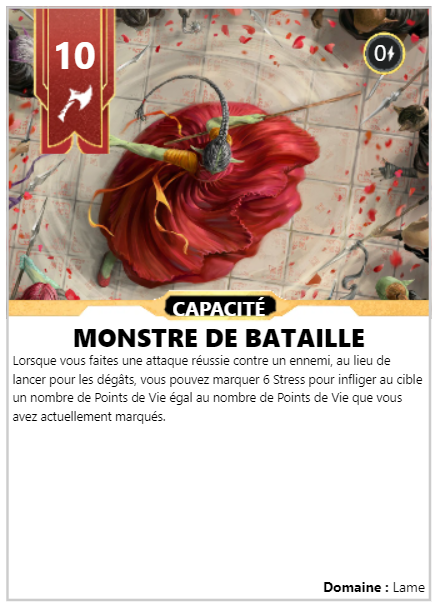 10
0
CAPACITÉ
MONSTRE DE BATAILLE
Lorsque vous faites une attaque réussie contre un ennemi, au lieu de
lancer pour les dégâts, vous pouvez marquer 6 Stress pour infliger au cible
un nombre de Points de Vie égal au nombre de Points de Vie que vous
avez actuellement marqués.
Domaine : Lame